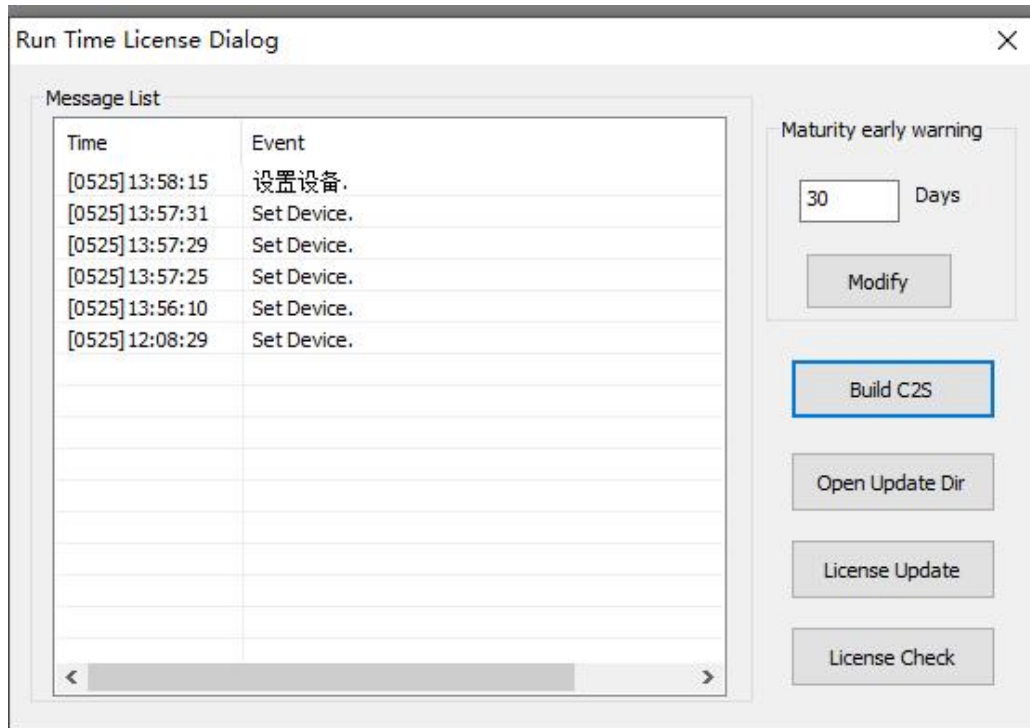 Run Time License Dialog
Message List
Time Event
[0525]13:58:15 设置设备.
[0525]13:57:31 Set Device.
[0525]13:57:29 Set Device.
[0525]13:57:25 Set Device.
[0525]13:56:10 Set Device.
[0525]12:08:29 Set Device.
Maturity early warning
30 Days
Modify
Build C2S
Open Update Dir
License Update
License Check